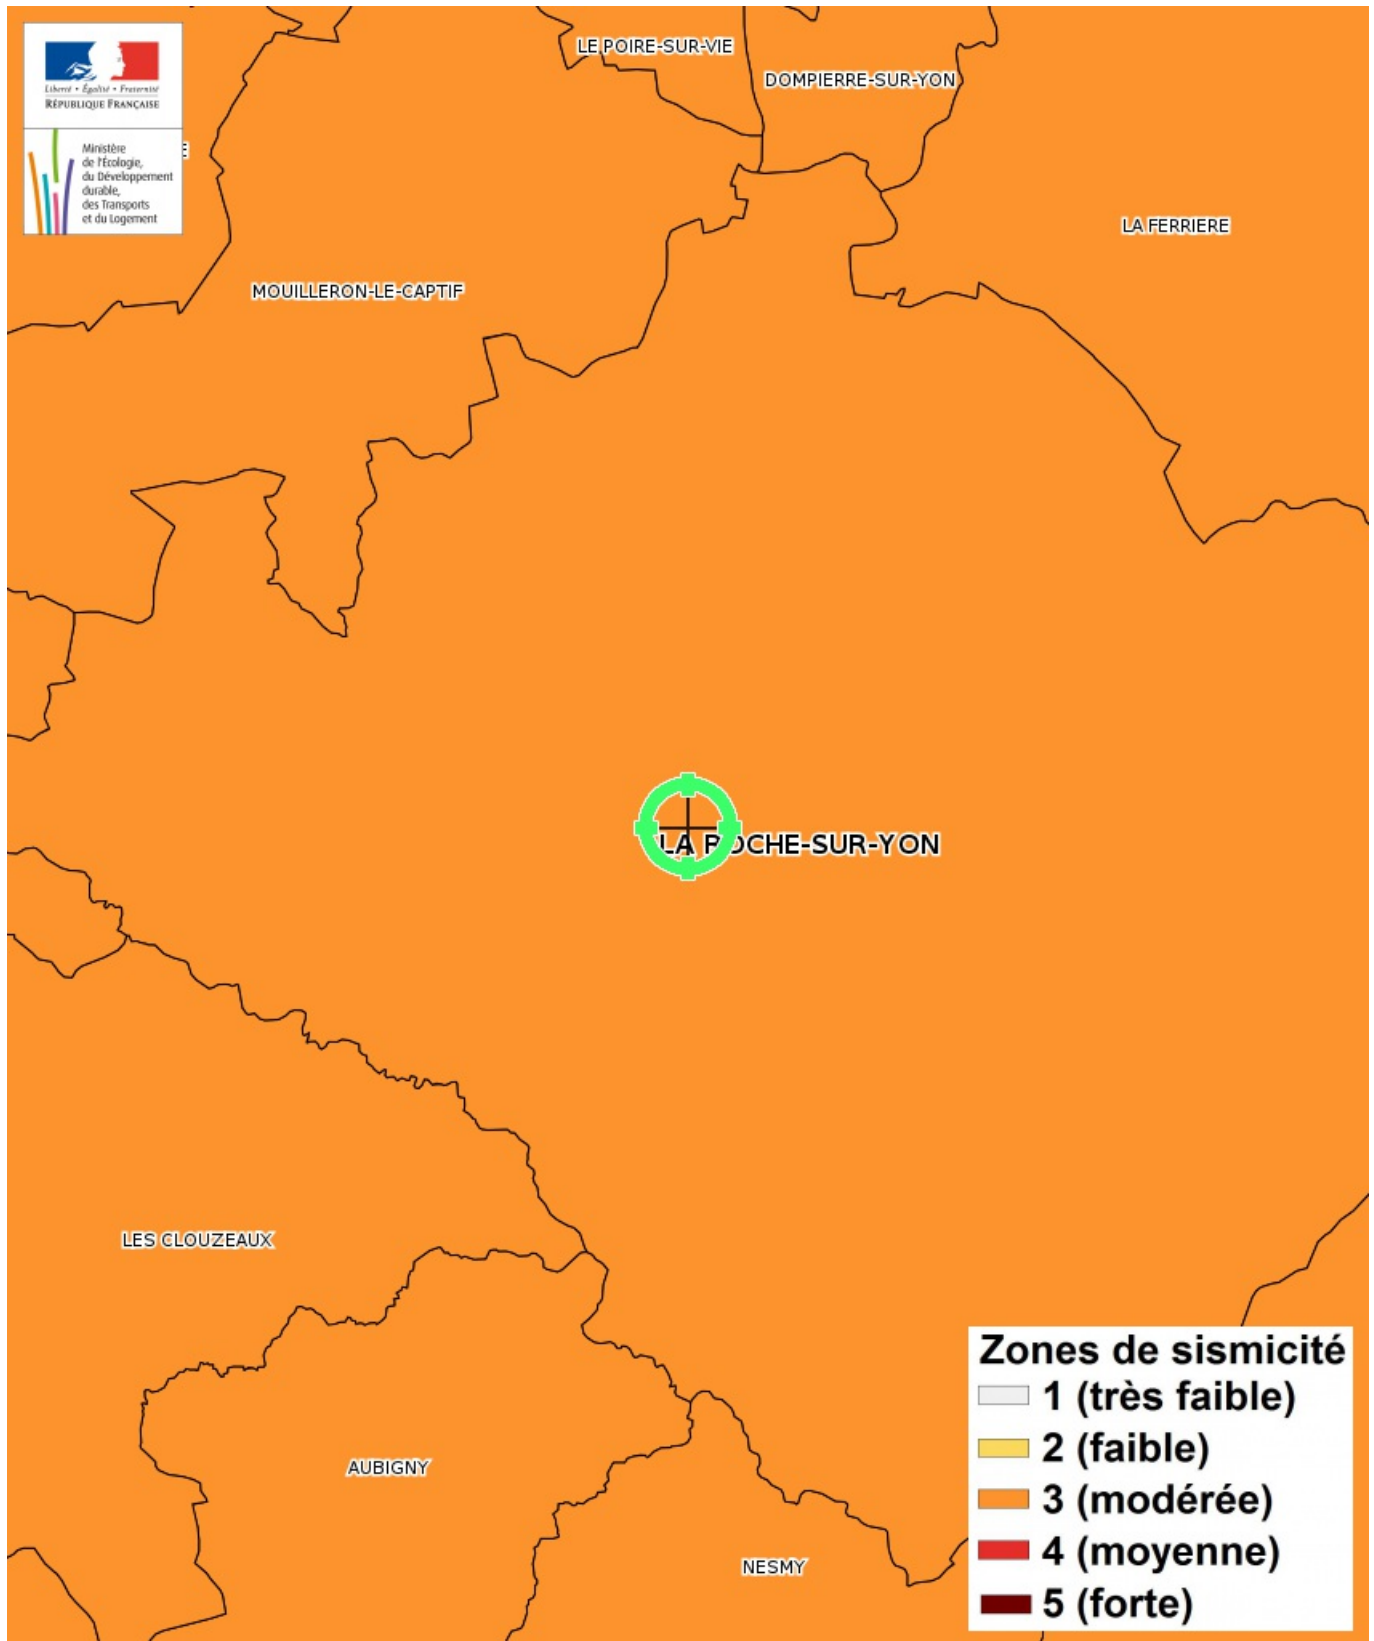 LE POIRE-SUR-VIE
DOMPIERRE-SUR-YON
Liberté • Égalité • Fraternité
RÉPUBLIQUE FRANÇAISE
Ministère
de l'Écologie,
du Développement
durable,
des Transports
et du Logement
E
LA FERRIERE
MOUILLERON-LE-CAPTIF
LA ROCHE-SUR-YON
LES CLOUZEAUX
AUBIGNY
NESMY
Zones de sismicité
1 (très faible)
2 (faible)
3 (modérée)
4 (moyenne)
5 (forte)